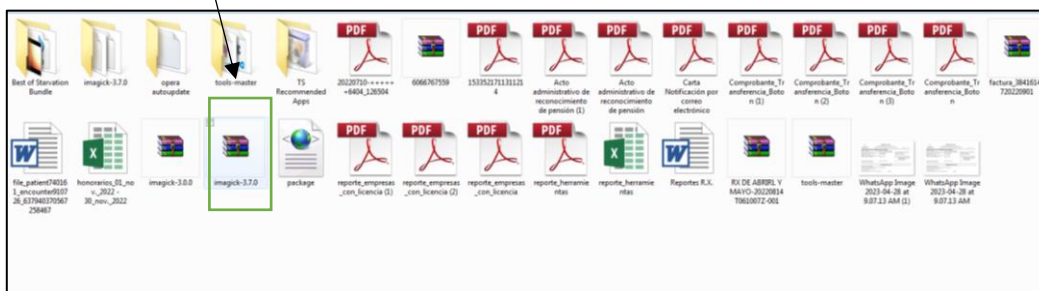 PDF PDF PDF PDF PDF PDF PDF PDF PDF
Best of Starvation
Bundle
imagick-3.7.0
opera
autoupdate
tools-master
TS
Recommended
Apps
6066767559
153352171131121
4
Acto
administrativo de
reconocimiento
de pensión (1)
Acto
administrativo de
reconocimiento
de pensión
Carta
Notificación por
correo
electrónico
Comprobante_Tr
ansferencia_Boto
n (1)
Comprobante_Tr
ansferencia_Boto
n (2)
Comprobante_Tr
ansferencia_Boto
n (3)
Comprobante_Tr
ansferencia_Boto
n
720220901
PDF PDF PDF PDF
file_patient74016
1_encounter9107
26_637940370567
258467
honorarios_01_no
v._2022 -
30_nov._2022
imagick-3.0.0
imagick-3.7.0
package
reporte_empresas
_con_licencia (1)
reporte_empresas
_con_licencia (2)
reporte_empresas
_con_licencia
reporte_herramie
ntas
reporte_herramie
ntas
Reportes R.X.
RX DE ABRIRL Y
MAYO-20220814
T061007Z-001
tools-master
WhatsApp Image
2023-04-28 at
9.07.13 AM (1)
WhatsApp Image
2023-04-28 at
9.07.13 AM